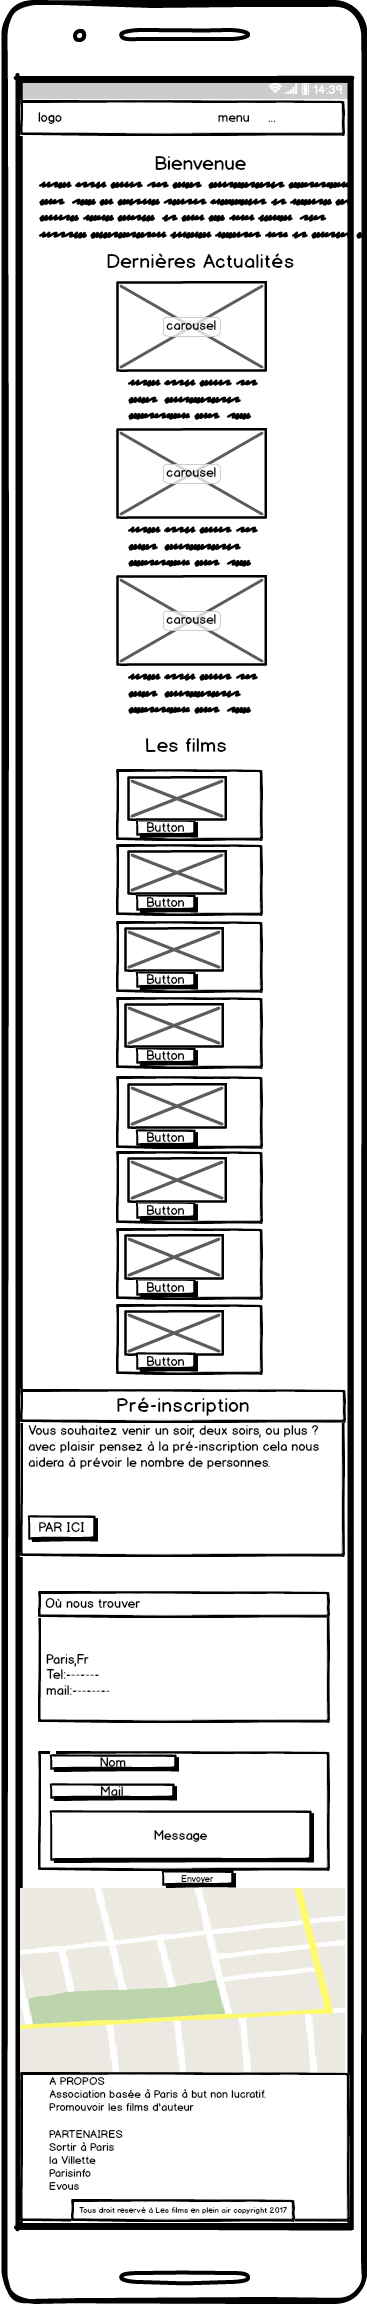 14:39
logo menu ...
Bienvenue
Dernières Actualités
carousel
carousel
carousel
Les films
Button
Button
Button
Button
Button
Button
Button
Button
Pré-inscription
Vous souhaitez venir un soir, deux soirs, ou plus ?
avec plaisir pensez à la pré-inscription cela nous
aidera à prévoir le nombre de personnes.
PAR ICI
Où nous trouver
Paris,Fr
Tel:-------
mail:--------
Nom
Mail
Message
Envoyer
A PROPOS
Association basée à Paris à but non lucratif.
Promouvoir les films d'auteur
PARTENAIRES
Sortir à Paris
la Villette
Parisinfo
Evous
Tous droit reservé à Les films en plein air copyright 2017